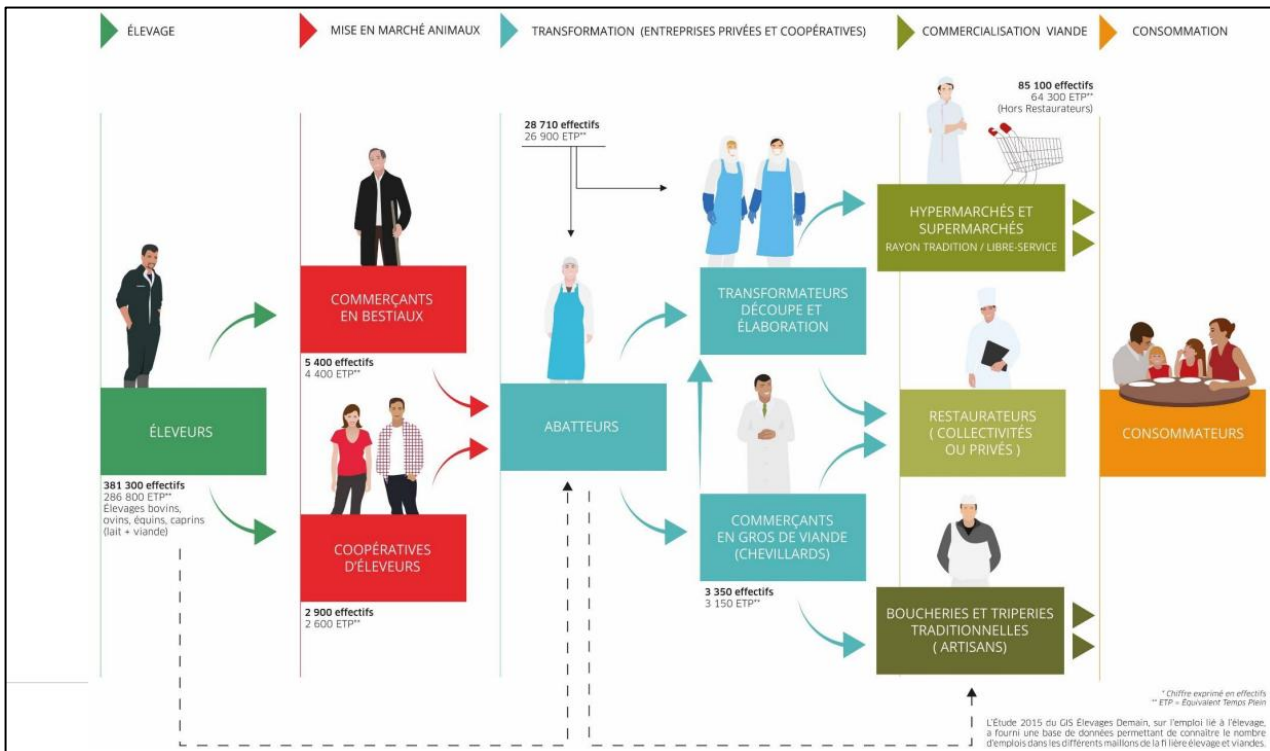 ÉLEVAGE
MISE EN MARCHÉ ANIMAUX
TRANSFORMATION (ENTREPRISES PRIVÉES ET COOPÉRATIVES)
COMMERCIALISATION VIANDE
CONSOMMATION
85 100 effectifs
64 300 ETP**
(Hors Restaurateurs)
28 710 effectifs
26 900 ETP**
HYPERMARCHÉS ET
SUPERMARCHÉS
RAYON TRADITION / LIBRE-SERVICE
COMMERÇANTS
EN BESTIAUX
5 400 effectifs
4 400 ETP**
TRANSFORMATEURS
DÉCOUPE ET
ÉLABORATION
ÉLEVEURS
381 300 effectifs
286 800 ETP**
Élevages bovins,
ovins, équins, caprins
(lait + viande)
ABATTEURS
RESTAURATEURS
( COLLECTIVITÉS
OU PRIVÉS )
CONSOMMATEURS
COOPÉRATIVES
D'ÉLEVEURS
2 900 effectifs
2 600 ETP**
COMMERÇANTS
EN GROS DE VIANDE
(CHEVILLARDS)
3 350 effectifs
3 150 ETP**
BOUCHERIES ET TRIPERIES
TRADITIONNELLES
( ARTISANS)
* Chiffre exprimé en effectifs
** ETP = Équivalent Temps Plein
L'Étude 2015 du GIS Élevages Demain, sur l'emploi lié à l'élevage,
a fourni une base de données permettant de connaître le nombre
d'emplois dans les différents maillons de la fi lière élevage et viandes.